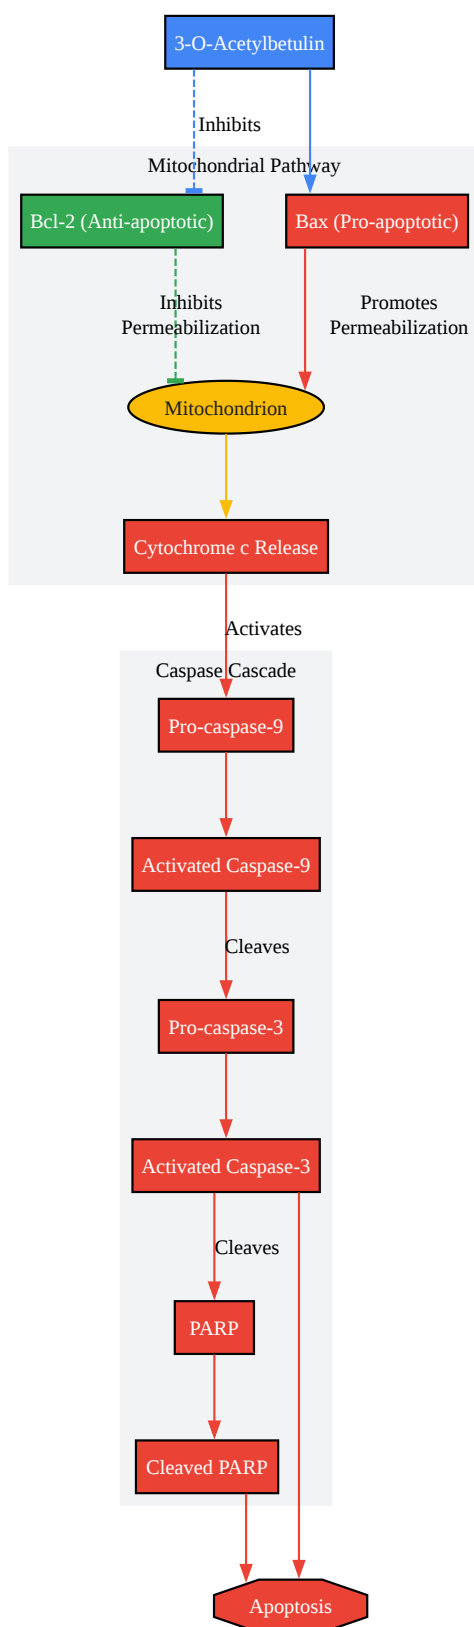 3-O-Acetylbetulin
Inhibits
Mitochondrial Pathway
Bcl-2 (Anti-apoptotic)
Bax (Pro-apoptotic)
Inhibits
Permeabilization
Promotes
Permeabilization
Mitochondrion
Cytochrome c Release
Activates
Caspase Cascade
Pro-caspase-9
Activated Caspase-9
Cleaves
Pro-caspase-3
Activated Caspase-3
Cleaves
PARP
Cleaved PARP
Apoptosis